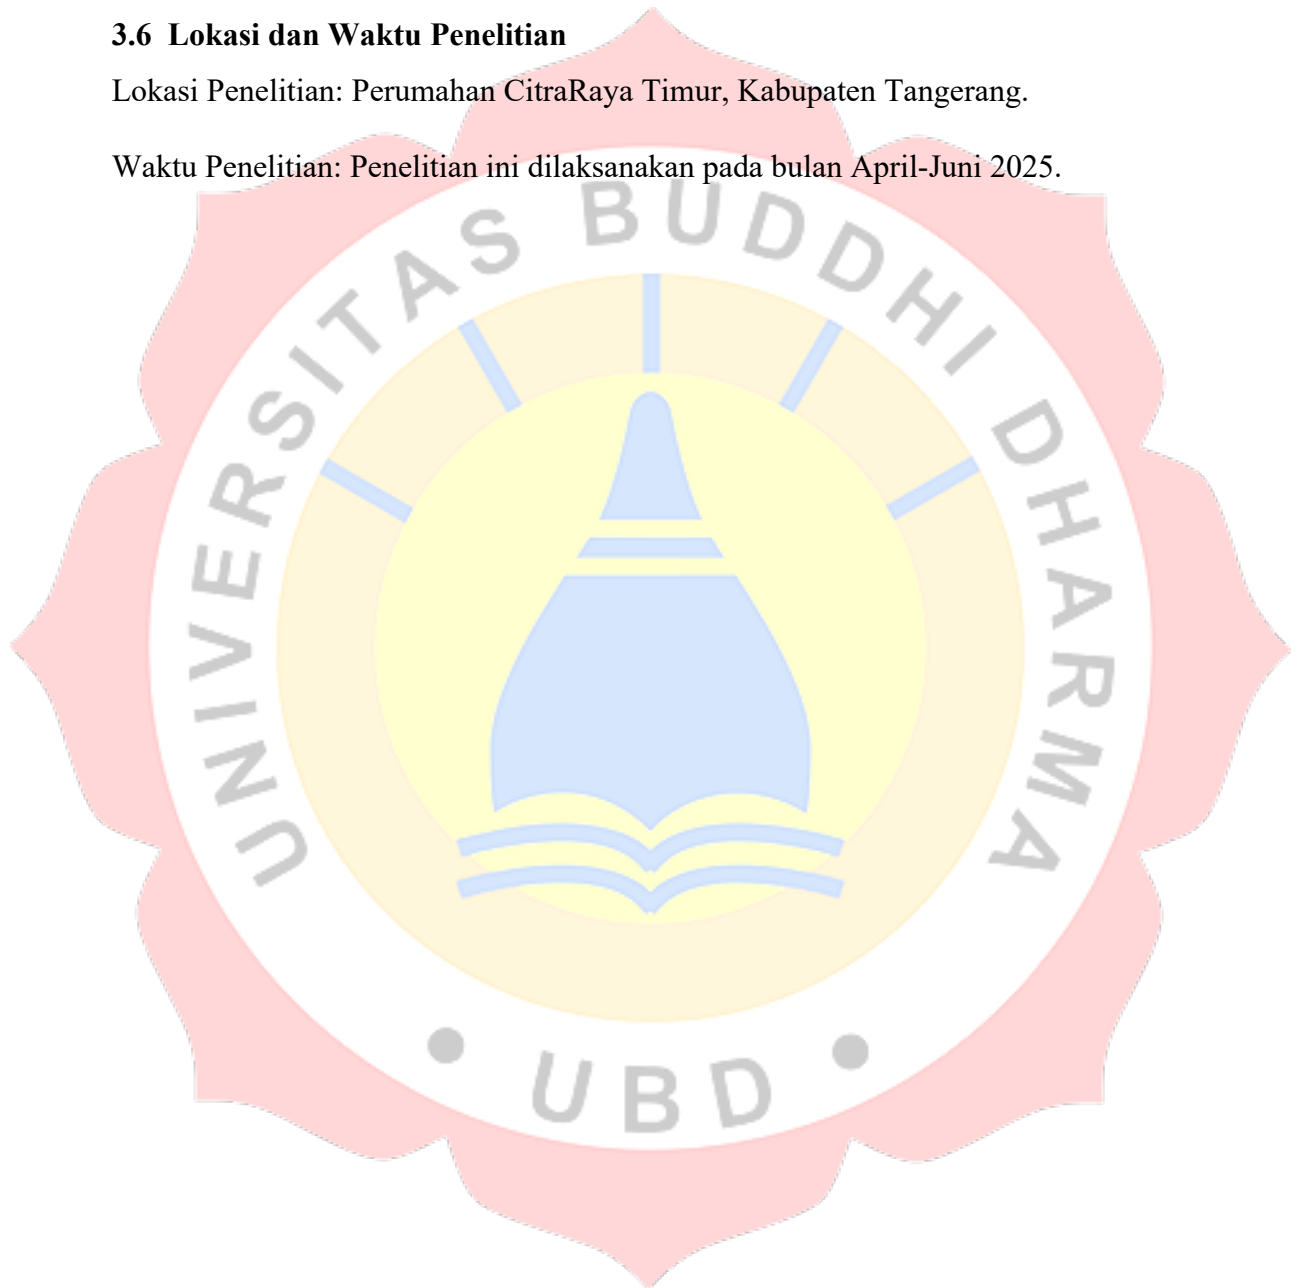 3.6 Lokasi dan Waktu Penelitian
Lokasi Penelitian: Perumahan CitraRaya Timur, Kabupaten Tangerang.
Waktu Penelitian: Penelitian ini dilaksanakan pada bulan April-Juni 2025.
UNIVERSITAS BUDDHI DHARMA
• UBD •